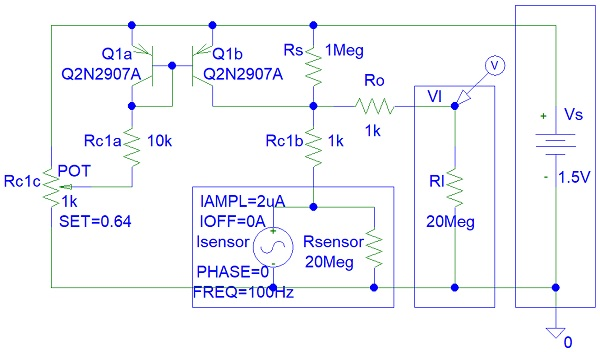 Q1a
Q1b
Q2N2907A
Q2N2907A
Rs
1Meg
Ro
1k
VI
V
Vs
1.5V
Rc1a
10k
Rc1b
1k
POT
Rc1c
1k
SET=0.64
IAMPL=2uA
IOFF=0A
Isensor
PHASE=0
FREQ=100Hz
Rsensor
20Meg
Rl
20Meg
+
-
+
-
0